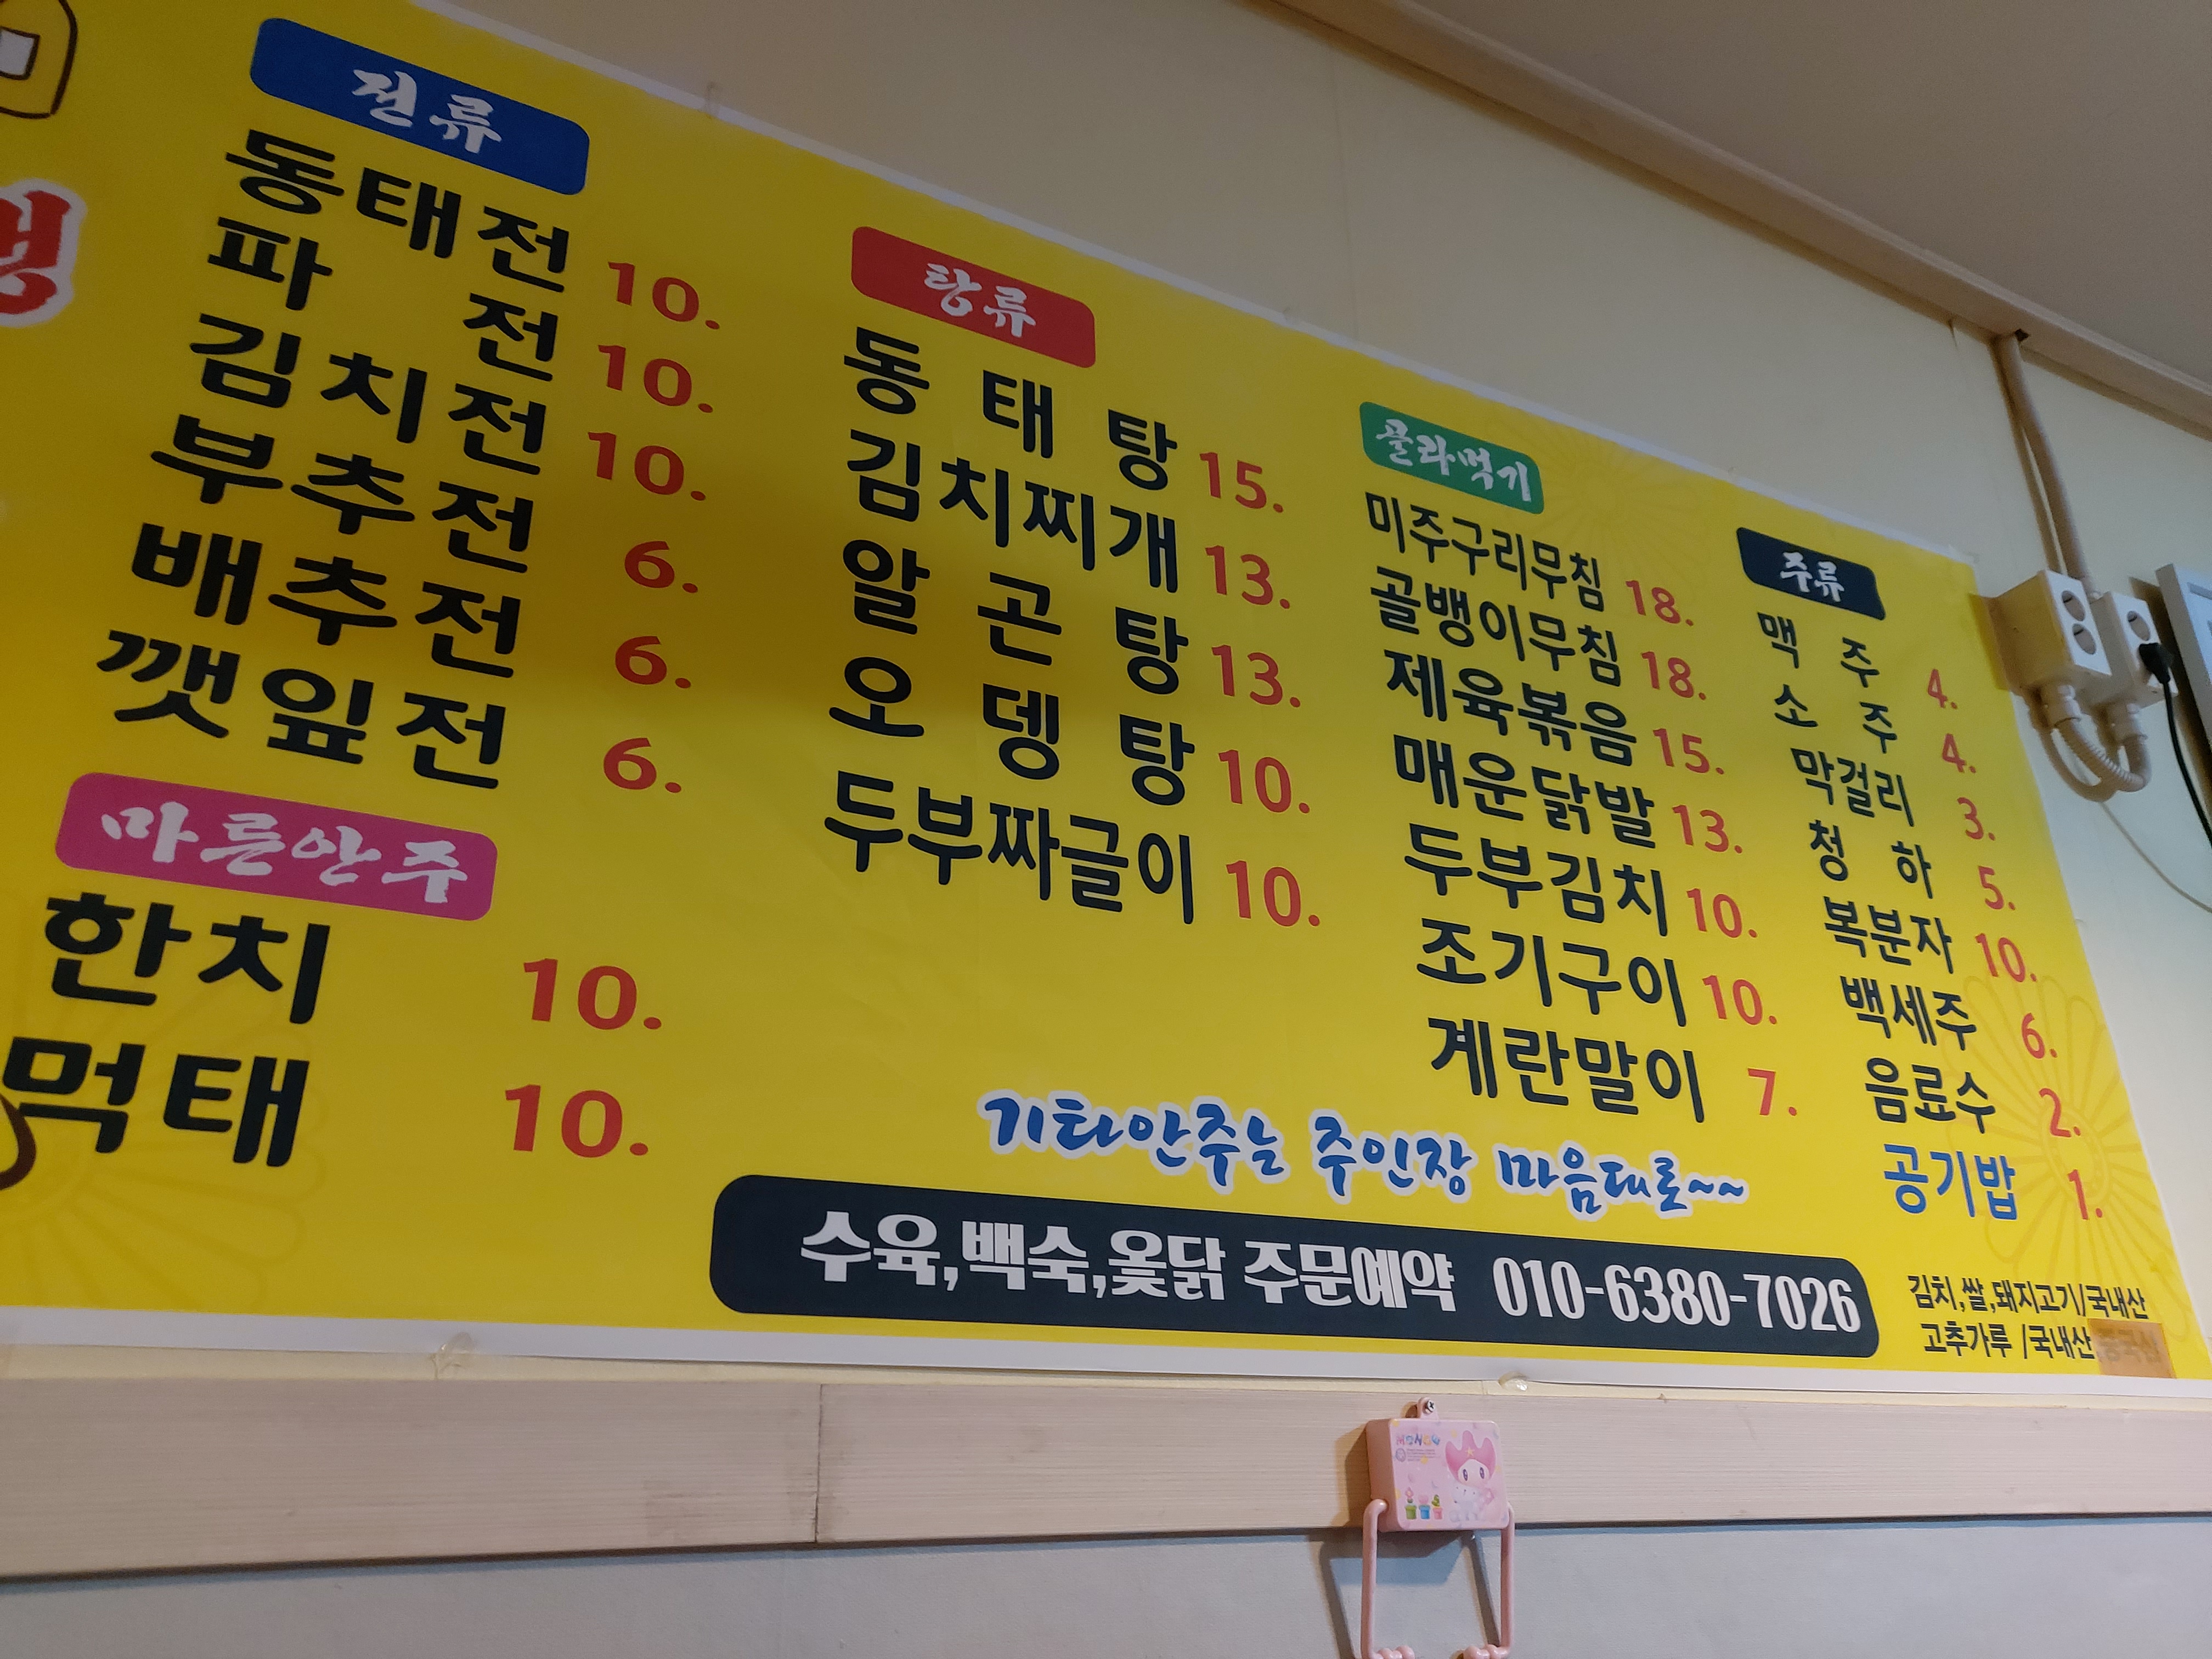 전류
동태전 10.
파 전 10.
김치전 10.
부추전 6.
배추전 6.
깻잎전 6.
마른안주
한치 10.
먹태 10.
탕류
동 태 탕 15.
김치찌개 13.
알 곤 탕 13.
오 뎅 탕 10.
두부짜글이 10.
골라먹기
미주구리무침 18.
골뱅이무침 18.
제육볶음 15.
매운닭발 13.
두부김치 10.
조기구이 10.
계란말이 7.
주류
맥 주 4.
소 주 4.
막걸리 3.
청 하 5.
복분자 10.
백세주 6.
음료수 2.
공기밥 1.
기타안주는 주인장 마음대로~~
수육,백숙,옻닭 주문예약 010-6380-7026
김치,쌀,돼지고기/국내산
고추가루 /국내산